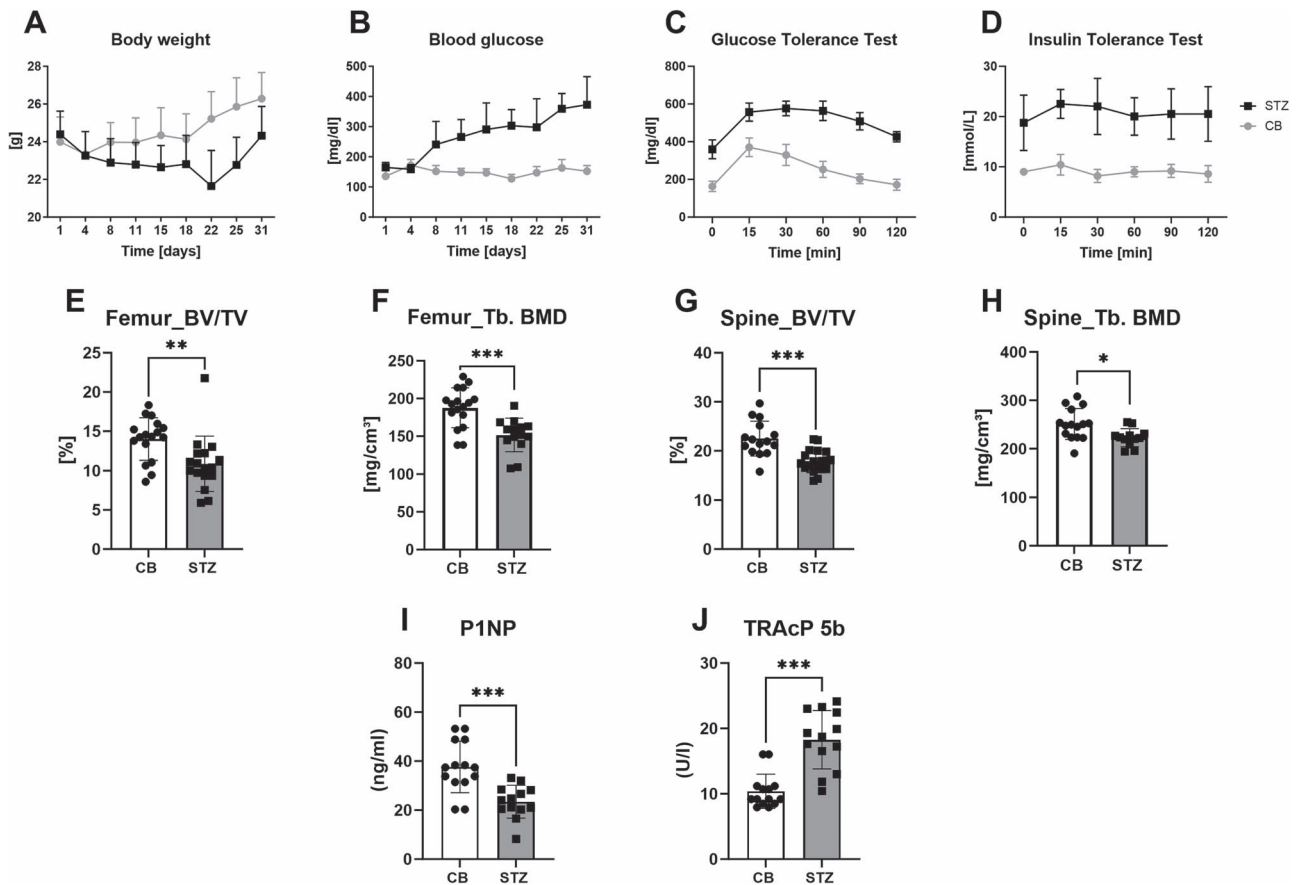 A
Body weight
[g]
28
26
24
22
20
1 4 8 11 15 18 22 25 31
Time [days]
B
Blood glucose
[mg/dl]
500
400
300
200
100
0
1 4 8 11 15 18 22 25 31
Time [days]
C
Glucose Tolerance Test
[mg/dl]
800
600
400
200
0
0 15 30 60 90 120
Time [min]
D
Insulin Tolerance Test
[mmol/L]
30
20
10
0
0 15 30 60 90 120
Time [min]
STZ
CB
E
Femur_BV/TV
**
[%]
25
20
15
10
5
0
CB STZ
F
Femur_Tb. BMD
***
[mg/cm³]
250
200
150
100
50
0
CB STZ
G
Spine_BV/TV
***
[%]
40
30
20
10
0
CB STZ
H
Spine_Tb. BMD
*
[mg/cm³]
400
300
200
100
0
CB STZ
I
P1NP
***
(ng/ml)
80
60
40
20
0
CB STZ
J
TRAcP 5b
***
(U/l)
30
20
10
0
CB STZ